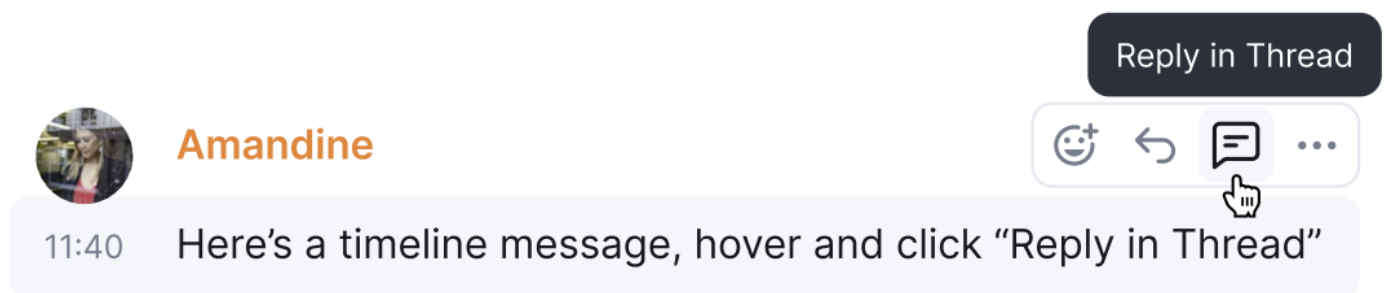 Reply in Thread
Amandine
11:40 Here’s a timeline message, hover and click “Reply in Thread”